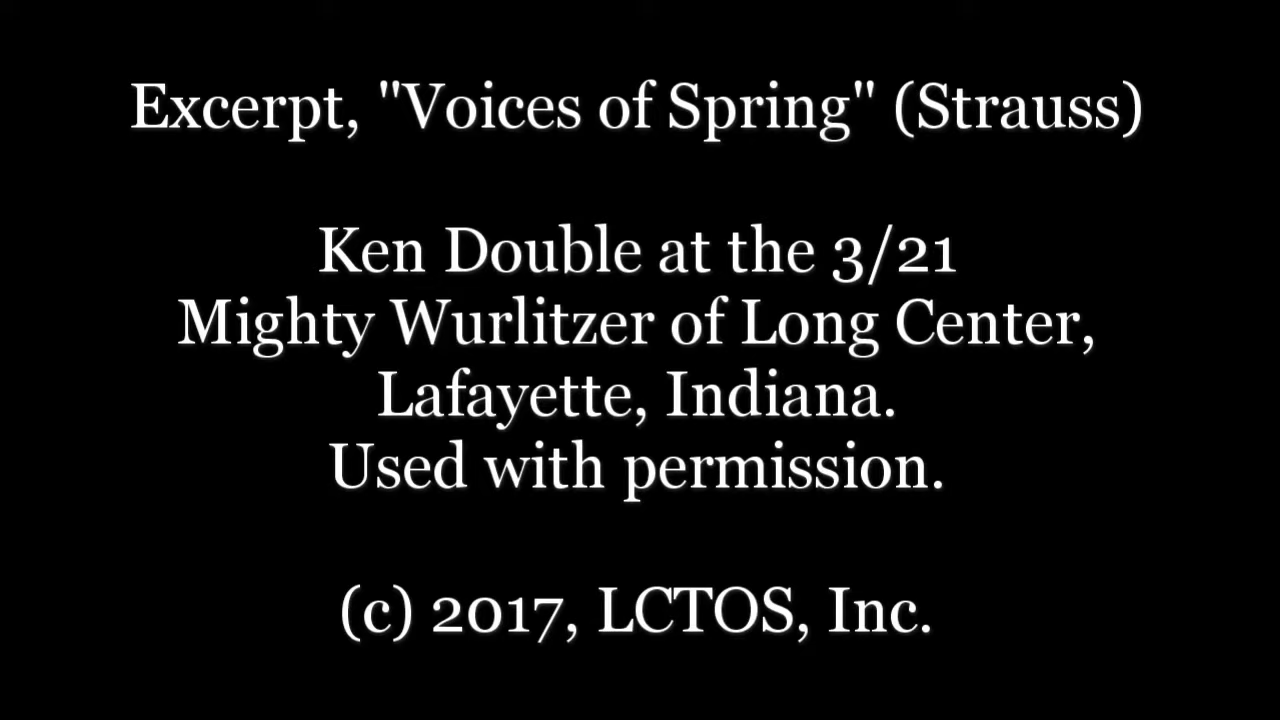 Excerpt, "Voices of Spring" (Strauss)
Ken Double at the 3/21
Mighty Wurlitzer of Long Center,
Lafayette, Indiana.
Used with permission.
(c) 2017, LCTOS, Inc.